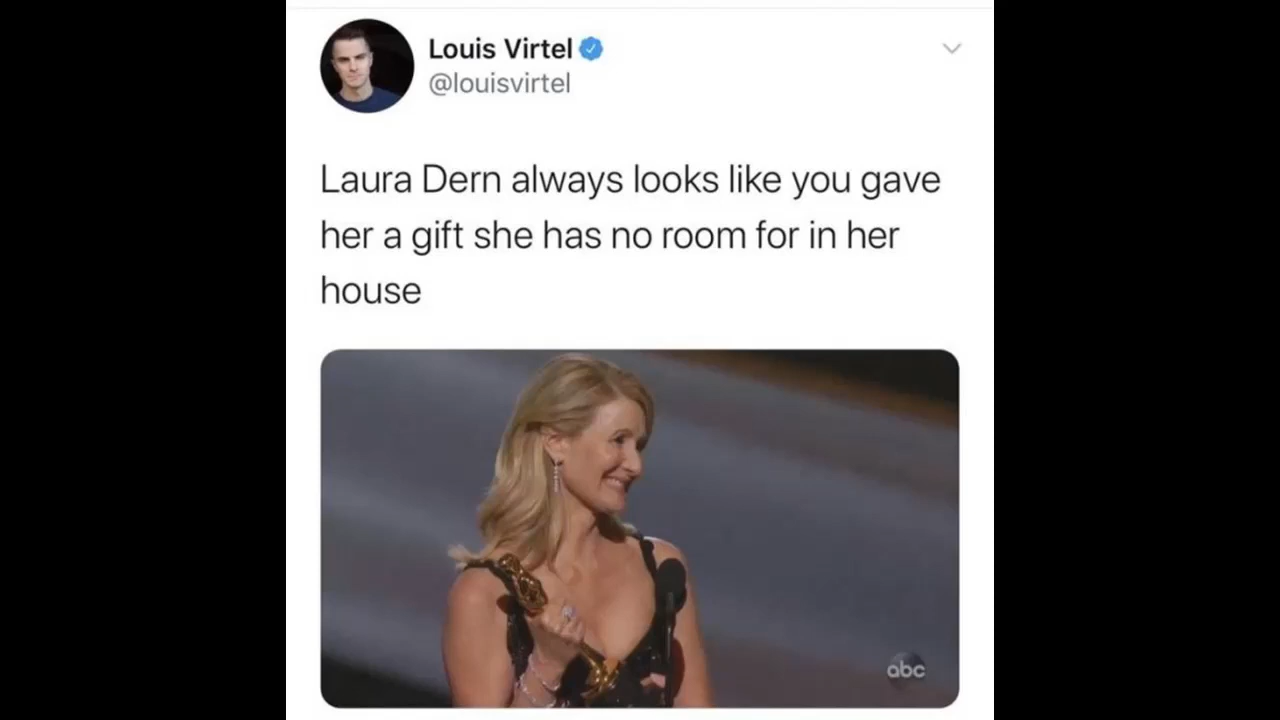 Louis Virtel
@louisvirtel
Laura Dern always looks like you gave
her a gift she has no room for in her
house
abc